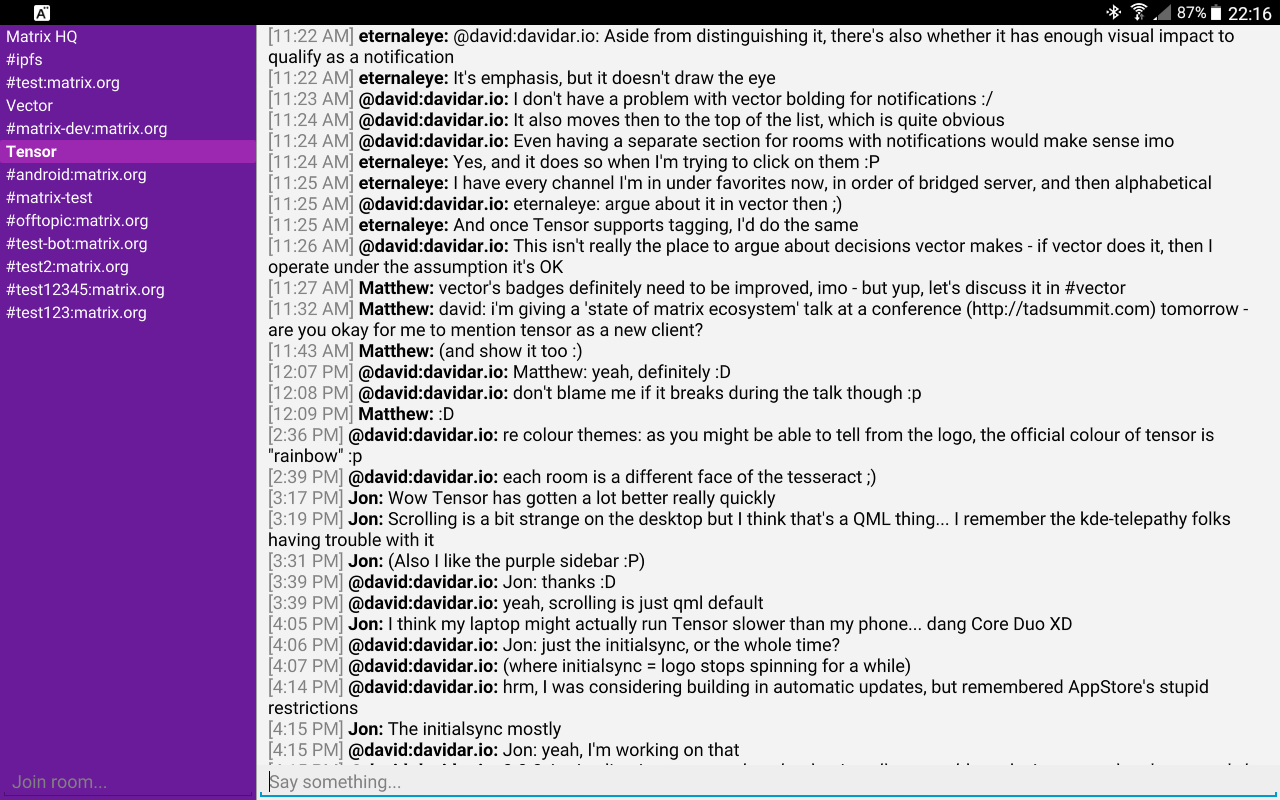 87% 22:16
Matrix HQ
#ipfs
#test:matrix.org
Vector
#matrix-dev:matrix.org
Tensor
#android:matrix.org
#matrix-test
#offtopic:matrix.org
#test-bot:matrix.org
#test2:matrix.org
#test12345:matrix.org
#test123:matrix.org
Join room...
[11:22 AM] eternaleye: @david:davidar.io: Aside from distinguishing it, there's also whether it has enough visual impact to
qualify as a notification
[11:22 AM] eternaleye: It's emphasis, but it doesn't draw the eye
[11:23 AM] @david:davidar.io: I don't have a problem with vector bolding for notifications :/
[11:24 AM] @david:davidar.io: It also moves then to the top of the list, which is quite obvious
[11:24 AM] @david:davidar.io: Even having a separate section for rooms with notifications would make sense imo
[11:24 AM] eternaleye: Yes, and it does so when I'm trying to click on them :P
[11:25 AM] eternaleye: I have every channel I'm in under favorites now, in order of bridged server, and then alphabetical
[11:25 AM] @david:davidar.io: eternaleye: argue about it in vector then ;)
[11:25 AM] eternaleye: And once Tensor supports tagging, I'd do the same
[11:26 AM] @david:davidar.io: This isn't really the place to argue about decisions vector makes - if vector does it, then I
operate under the assumption it's OK
[11:27 AM] Matthew: vector's badges definitely need to be improved, imo - but yup, let's discuss it in #vector
[11:32 AM] Matthew: david: i'm giving a 'state of matrix ecosystem' talk at a conference (http://tadsummit.com) tomorrow -
are you okay for me to mention tensor as a new client?
[11:43 AM] Matthew: (and show it too :)
[12:07 PM] @david:davidar.io: Matthew: yeah, definitely :D
[12:08 PM] @david:davidar.io: don't blame me if it breaks during the talk though :p
[12:09 PM] Matthew: :D
[2:36 PM] @david:davidar.io: re colour themes: as you might be able to tell from the logo, the official colour of tensor is
"rainbow" :p
[2:39 PM] @david:davidar.io: each room is a different face of the tesseract ;)
[3:17 PM] Jon: Wow Tensor has gotten a lot better really quickly
[3:19 PM] Jon: Scrolling is a bit strange on the desktop but I think that's a QML thing... I remember the kde-telepathy folks
having trouble with it
[3:31 PM] Jon: (Also I like the purple sidebar :P)
[3:39 PM] @david:davidar.io: Jon: thanks :D
[3:39 PM] @david:davidar.io: yeah, scrolling is just qml default
[4:05 PM] Jon: I think my laptop might actually run Tensor slower than my phone... dang Core Duo XD
[4:06 PM] @david:davidar.io: Jon: just the initialsync, or the whole time?
[4:07 PM] @david:davidar.io: (where initialsync = logo stops spinning for a while)
[4:14 PM] @david:davidar.io: hrm, I was considering building in automatic updates, but remembered AppStore's stupid
restrictions
[4:15 PM] Jon: The initialsync mostly
[4:15 PM] @david:davidar.io: Jon: yeah, I'm working on that
Say something...